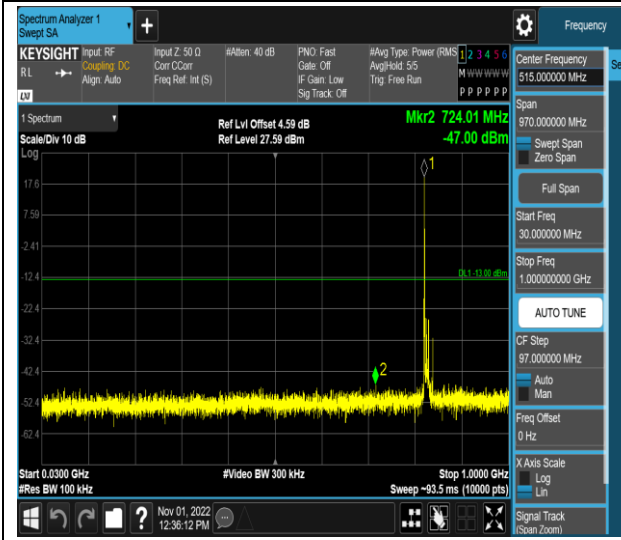 Spectrum Analyzer 1
Swept SA
Frequency
KEYSIGHT
RL
LXI
Input: RF
Coupling: DC
Align: Auto
Input Z: 50 Ω
Corr CCorr
Freq Ref: Int (S)
#Atten: 40 dB
PNO: Fast
Gate: Off
IF Gain: Low
Sig Track: Off
#Avg Type: Power (RMS
Avg|Hold: 5/5
Trig: Free Run
1 2 3 4 5 6
M W W W W W
P P P P P P
1 Spectrum
Scale/Div 10 dB
Log
Ref Lvl Offset 4.59 dB
Ref Level 27.59 dBm
Mkr2 724.01 MHz
-47.00 dBm
1
17.6
7.59
-2.41
-12.4
DL1 -13.00 dBm
-22.4
-32.4
-42.4
2
-52.4
-62.4
Start 0.0300 GHz
#Res BW 100 kHz
#Video BW 300 kHz
Stop 1.0000 GHz
Sweep ~93.5 ms (10000 pts)
?
Nov 01, 2022
12:36:12 PM
Center Frequency
515.000000 MHz
Se
Span
970.000000 MHz
Swept Span
Zero Span
Full Span
Start Freq
30.000000 MHz
Stop Freq
1.000000000 GHz
AUTO TUNE
CF Step
97.000000 MHz
Auto
Man
Freq Offset
0 Hz
X Axis Scale
Log
Lin
Signal Track
(Span Zoom)